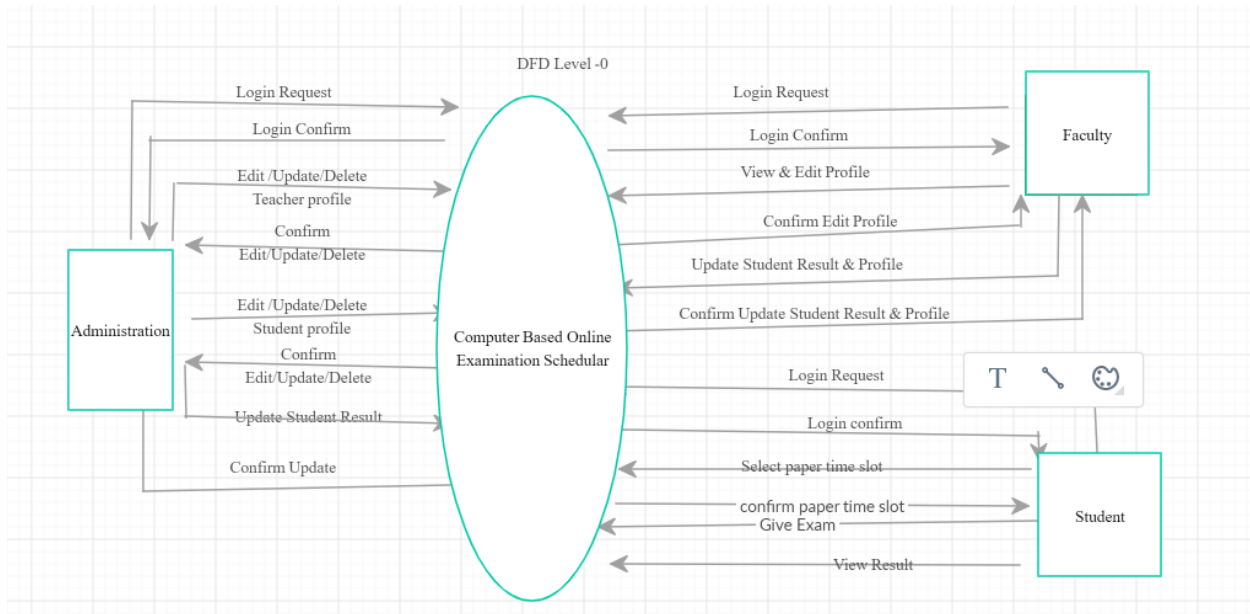 DFD Level -0
Login Request
Login Confirm
Edit /Update/Delete
Teacher profile
Confirm
Edit/Update/Delete
Administration
Edit /Update/Delete
Student profile
Confirm
Edit/Update/Delete
Update Student Result
Confirm Update
Computer Based Online
Examination Schedular
Login Request
Login Confirm
View & Edit Profile
Confirm Edit Profile
Update Student Result & Profile
Confirm Update Student Result & Profile
Faculty
Login Request
T
Login confirm
Select paper time slot
confirm paper time slot
Give Exam
View Result
Student